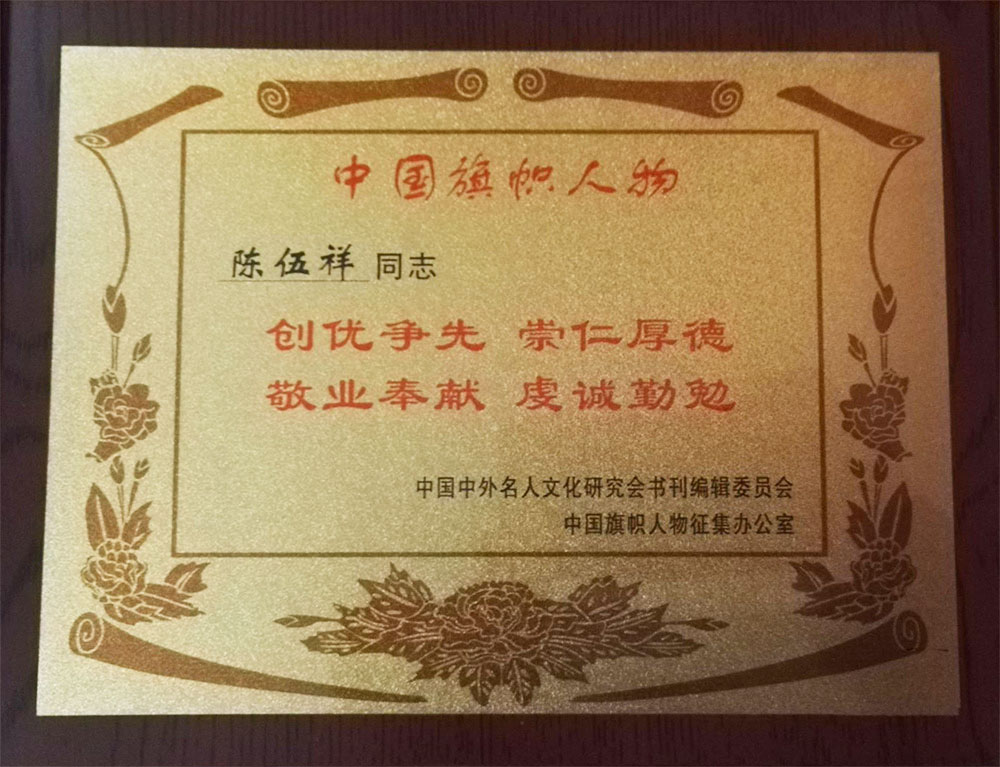 中国旗帜人物
陈伍祥 同志
创优争先 崇仁厚德
敬业奉献 虔诚勤勉
中国中外名人文化研究会书刊编辑委员会
中国旗帜人物征集办公室